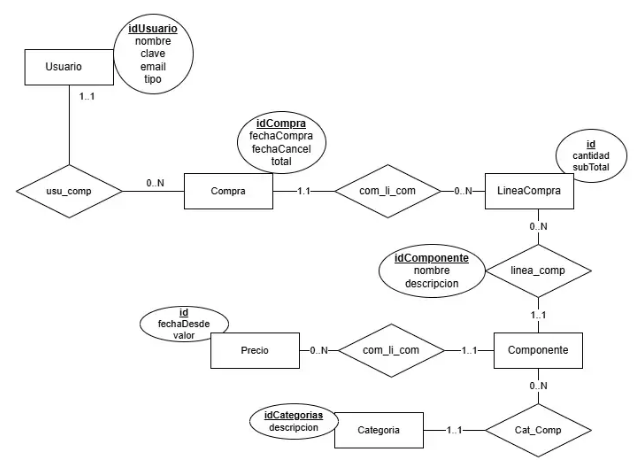 idUsuario
nombre
clave
email
tipo
Usuario
1..1
idCompra
fechaCompra
fechaCancel
total
id
cantidad
subTotal
usu_comp
0..N
Compra
1.1
com_li_com
0..N
LineaCompra
0..N
idComponente
nombre
descripcion
linea_comp
id
fechaDesde
valor
1..1
Precio
0..N
com_li_com
1..1
Componente
0..N
idCategorias
descripcion
Categoria
1..1
Cat_Comp